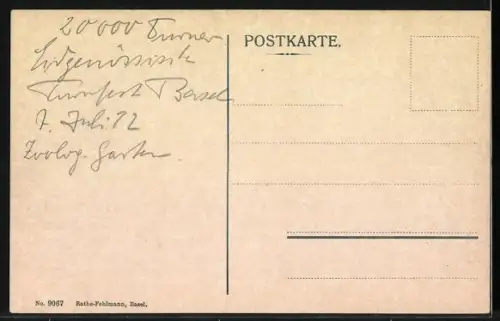 20000 Turner
Eidgenössisch
Turnfest Basel
7. Juli 12
Zoolog. Garten
POSTKARTE.
No. 9067 Rathe-Fehlmann, Basel.